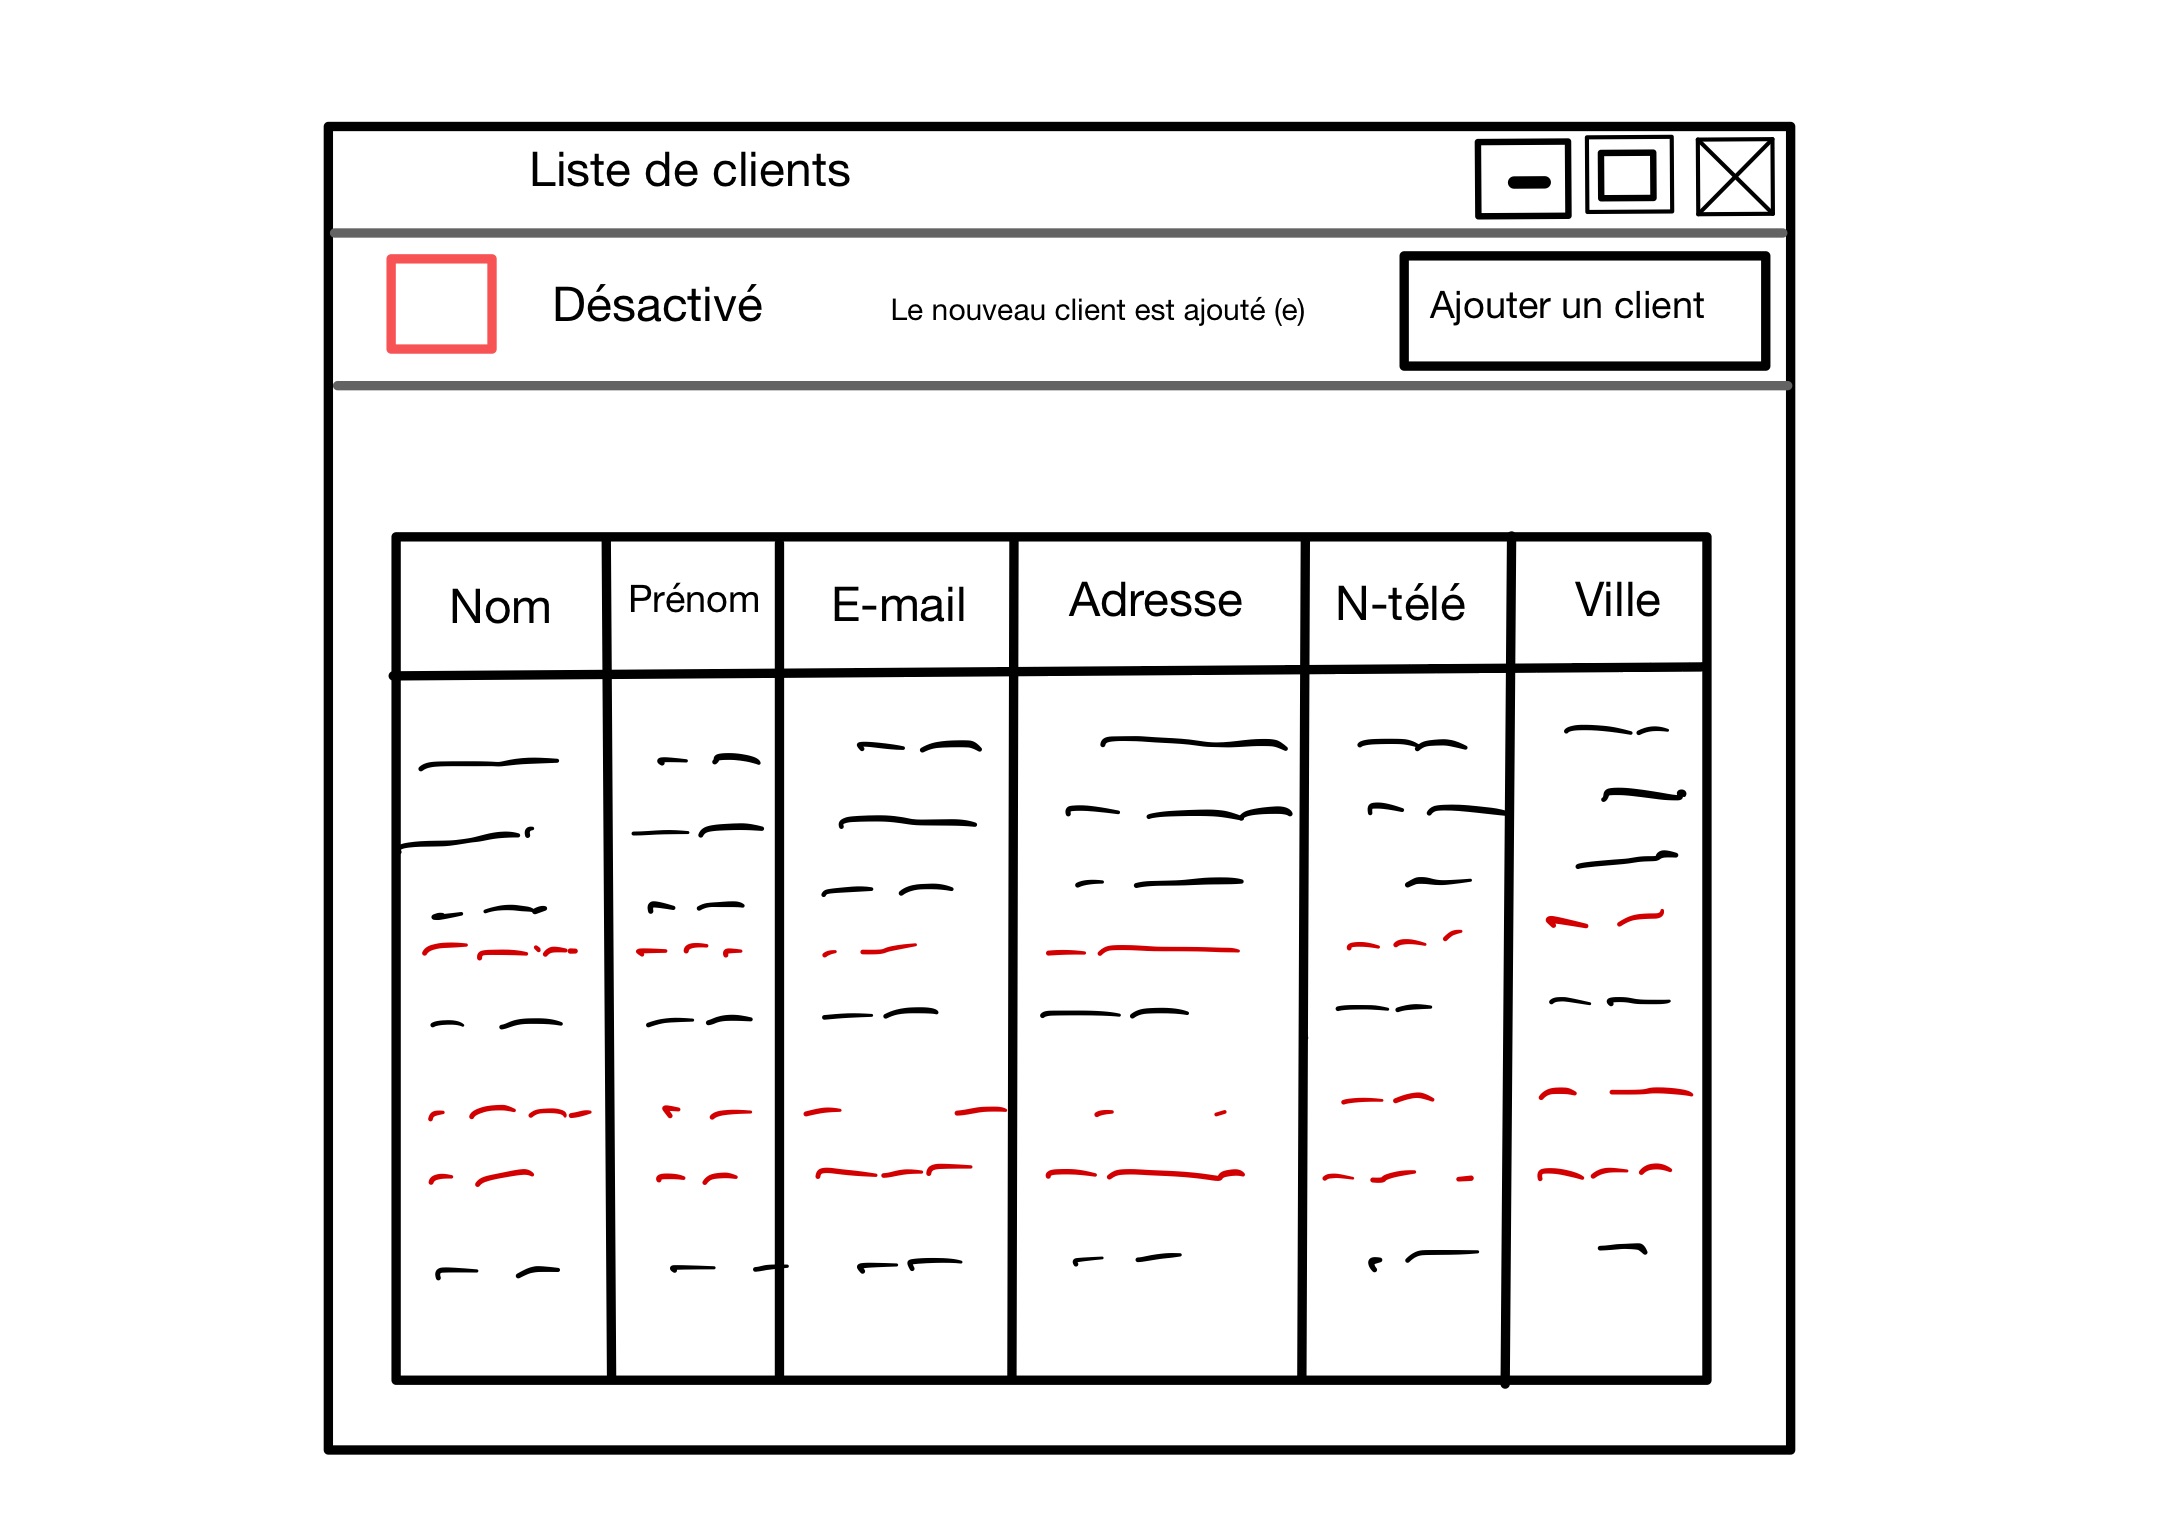 Liste de clients
Désactivé
Le nouveau client est ajouté (e)
Ajouter un client
Nom
Prénom
E-mail
Adresse
N-télé
Ville